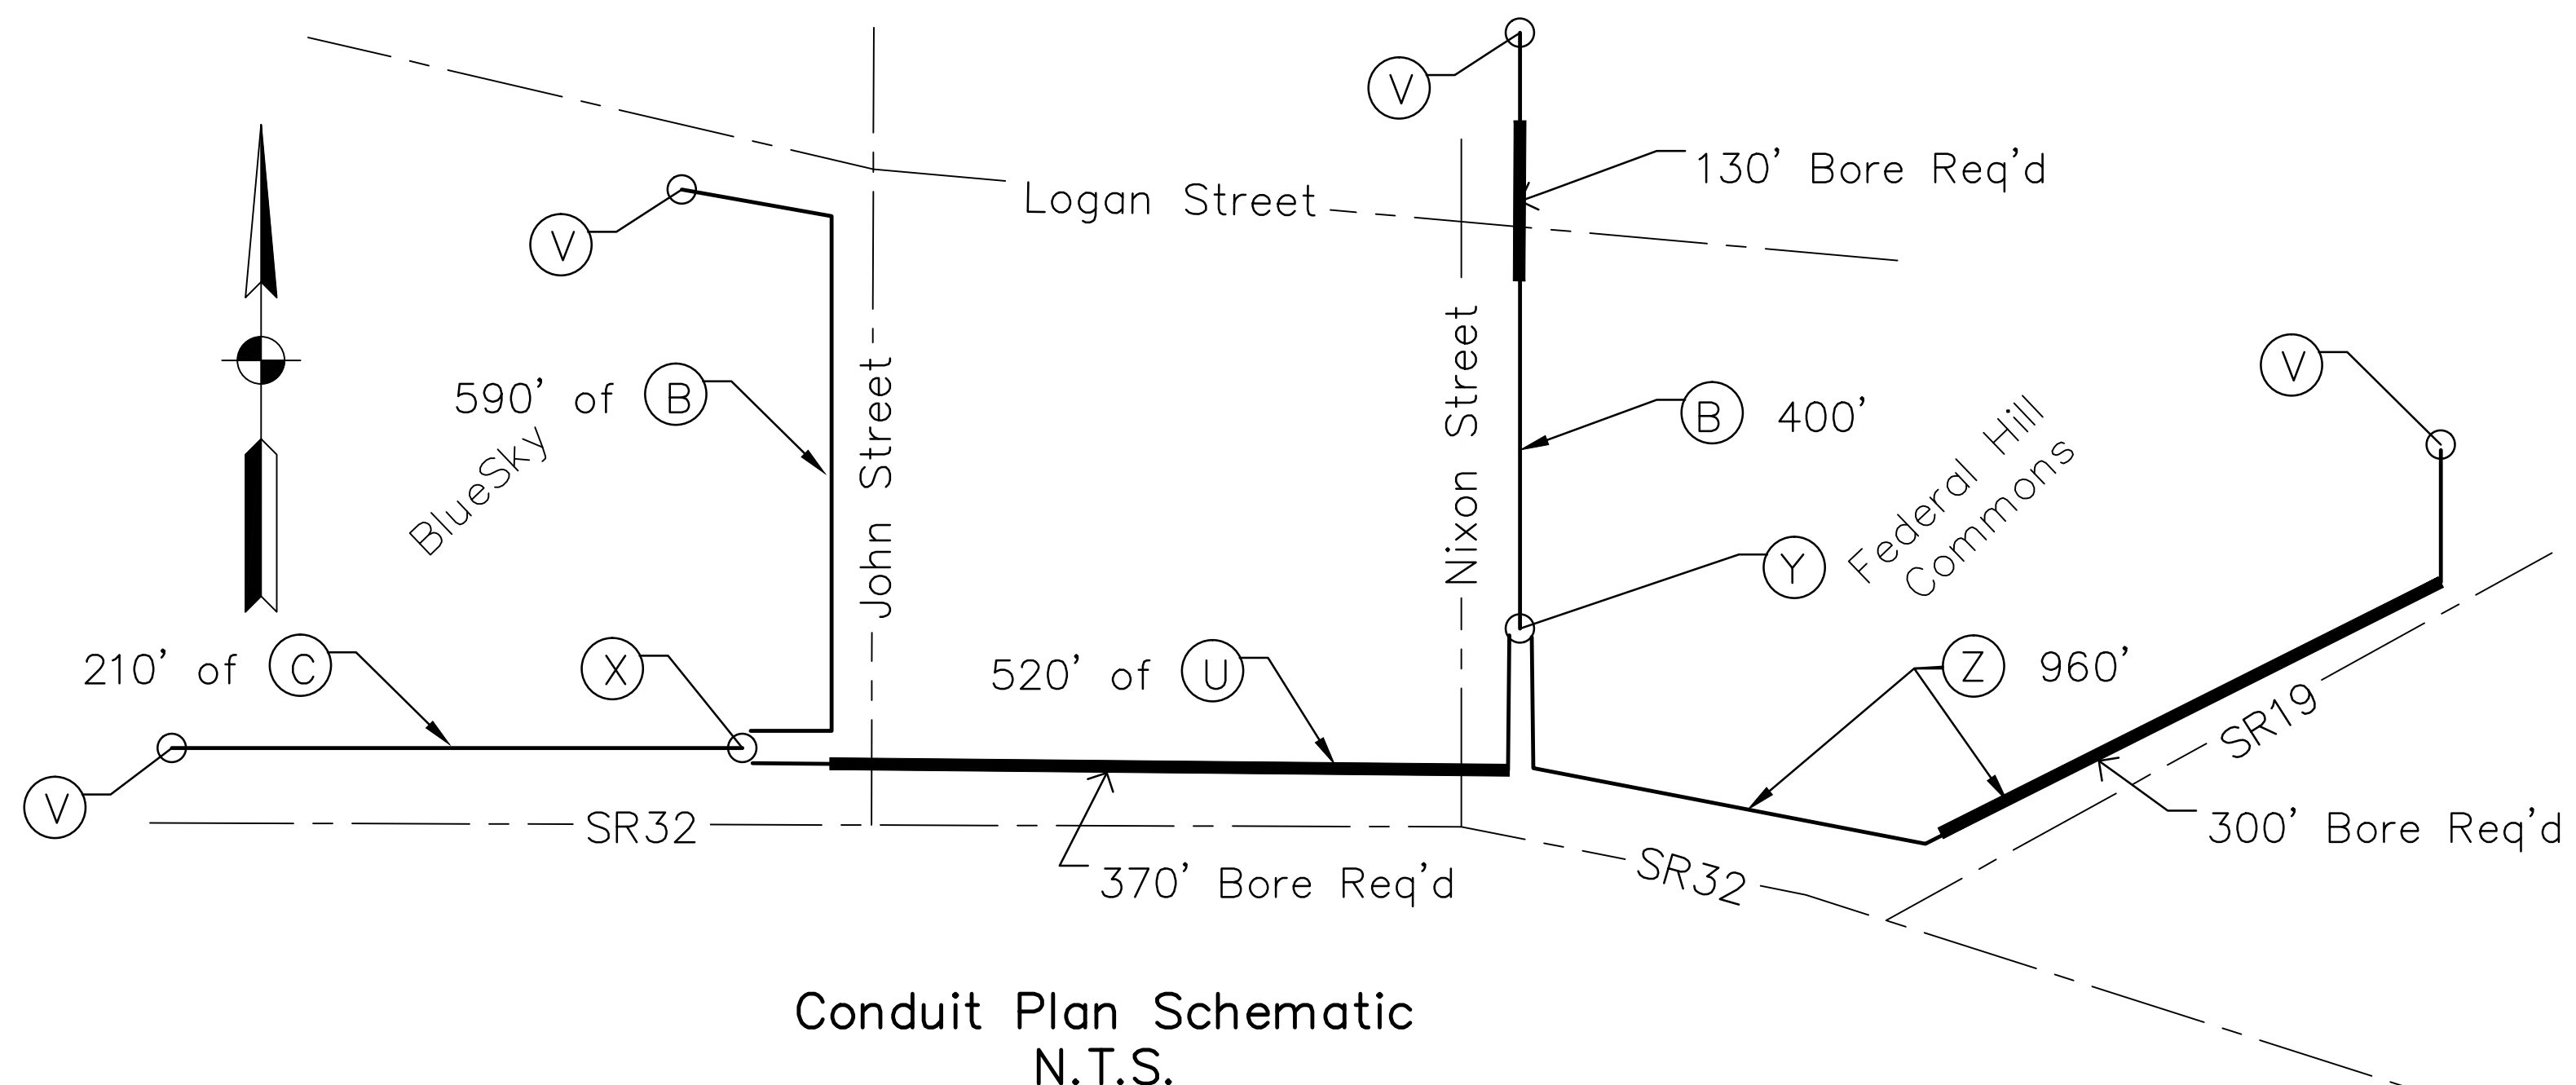 V
130' Bore Req'd
Logan Street
V
V
590' of B
John Street
Nixon Street
B 400'
BlueSky
Federal Hill
Commons
Y
210' of C
X
520' of U
Z 960'
SR19
V
SR32
370' Bore Req'd
SR32
300' Bore Req'd
Conduit Plan Schematic
N.T.S.